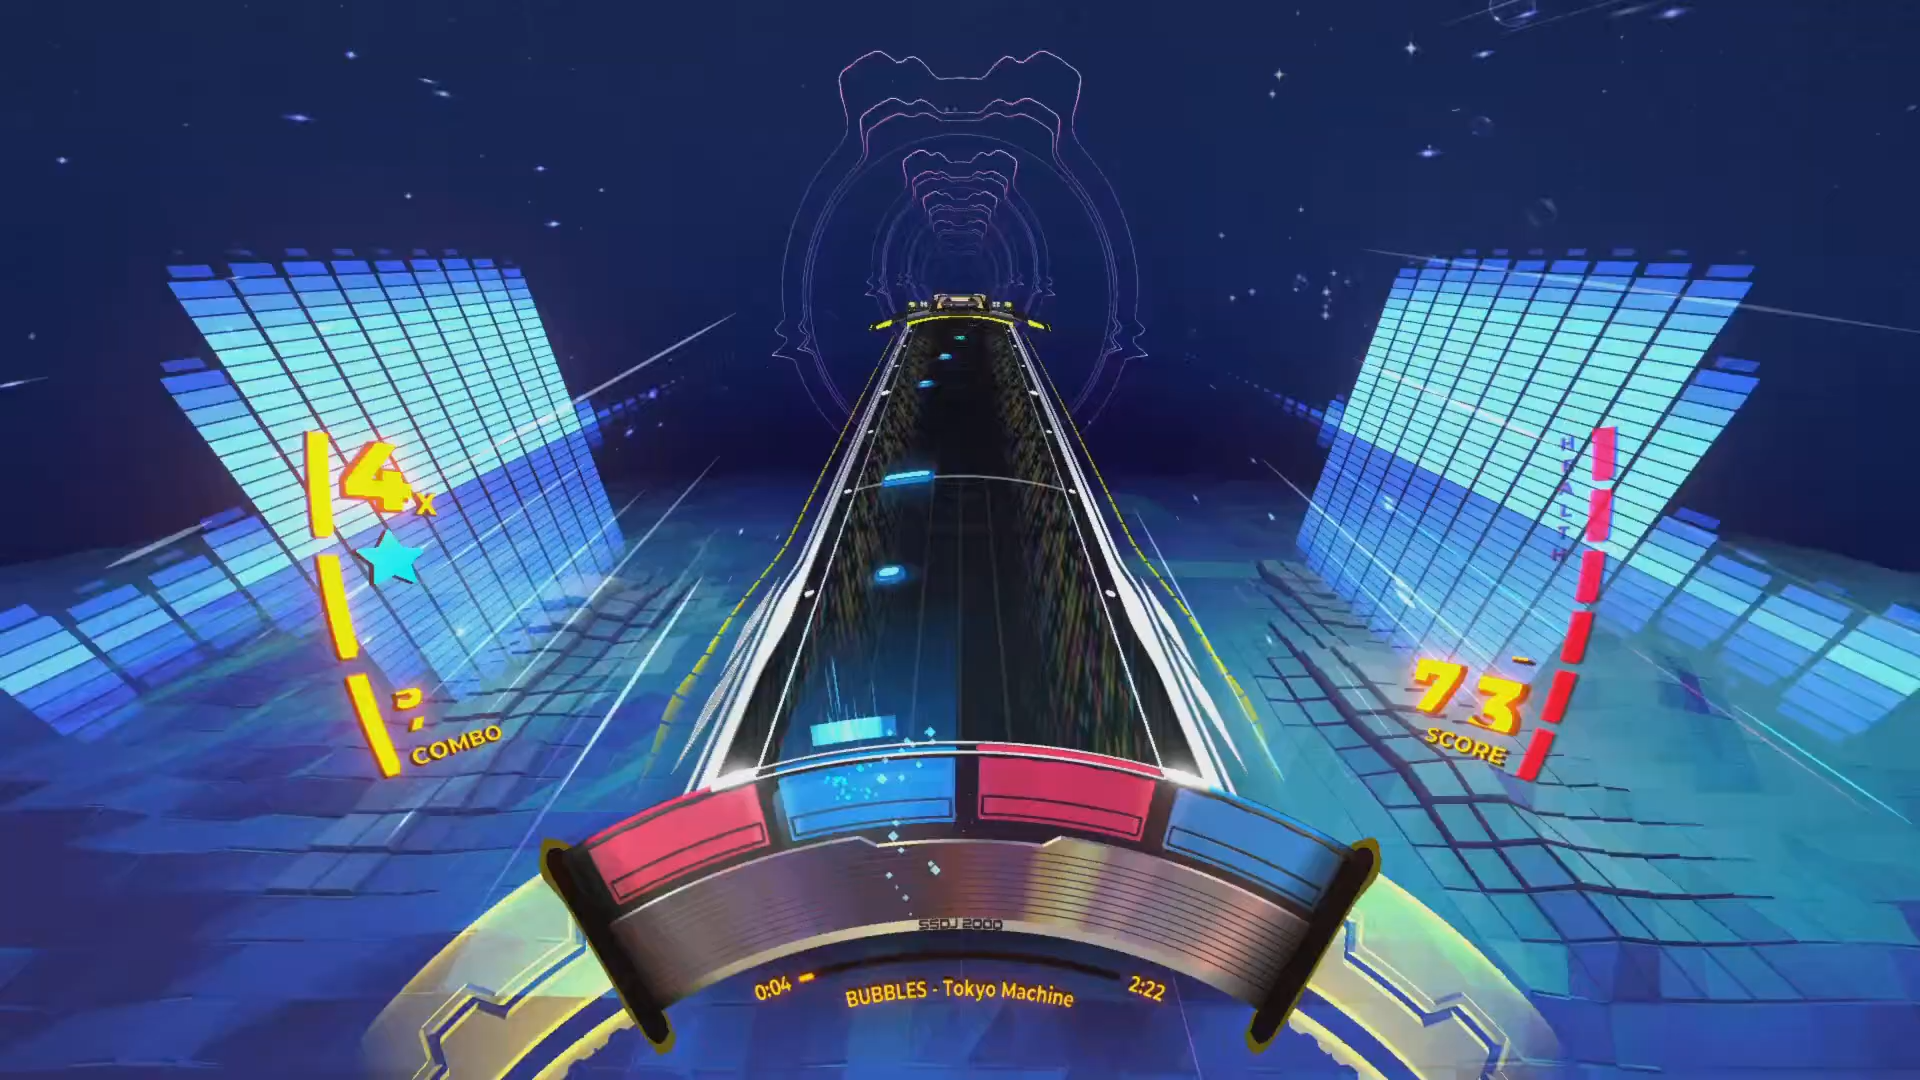 4x
COMBO
HEALTH
73
SCORE
SSDJ 2000
0:04
BUBBLES - Tokyo Machine
2:22